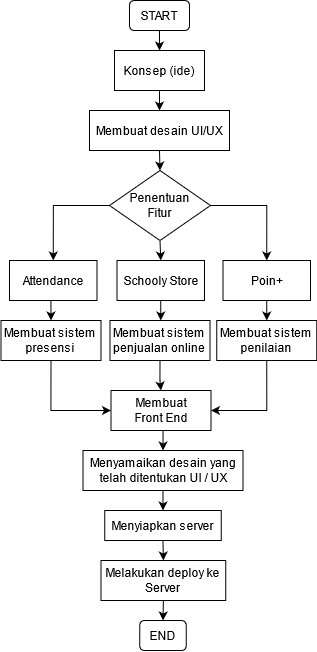 START
Konsep (ide)
Membuat desain UI/UX
Penentuan
Fitur
Attendance
Schooly Store
Poin+
Membuat sistem
presensi
Membuat sistem
penjualan online
Membuat sistem
penilaian
Membuat
Front End
Menyamaikan desain yang
telah ditentukan UI / UX
Menyiapkan server
Melakukan deploy ke
Server
END